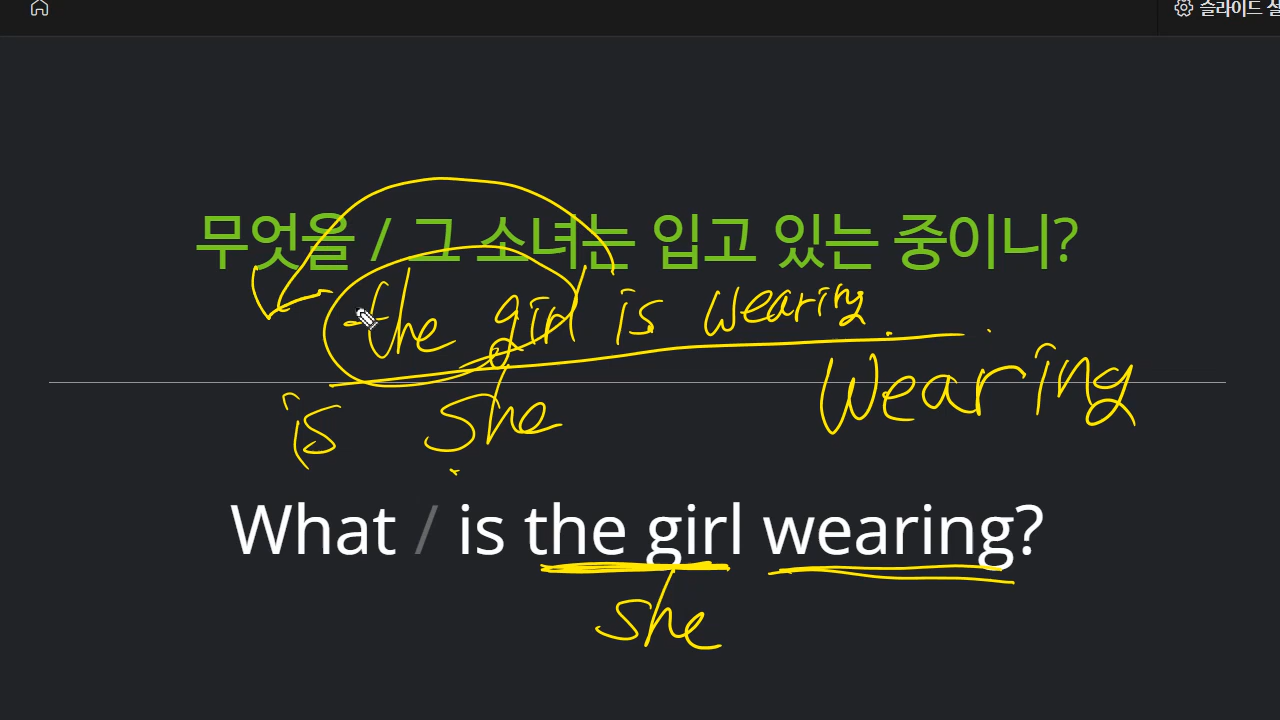 슬라이드 설
무엇을 / 그 소녀는 입고 있는 중이니?
the girl is wearing
is she wearing
What / is the girl wearing?
she